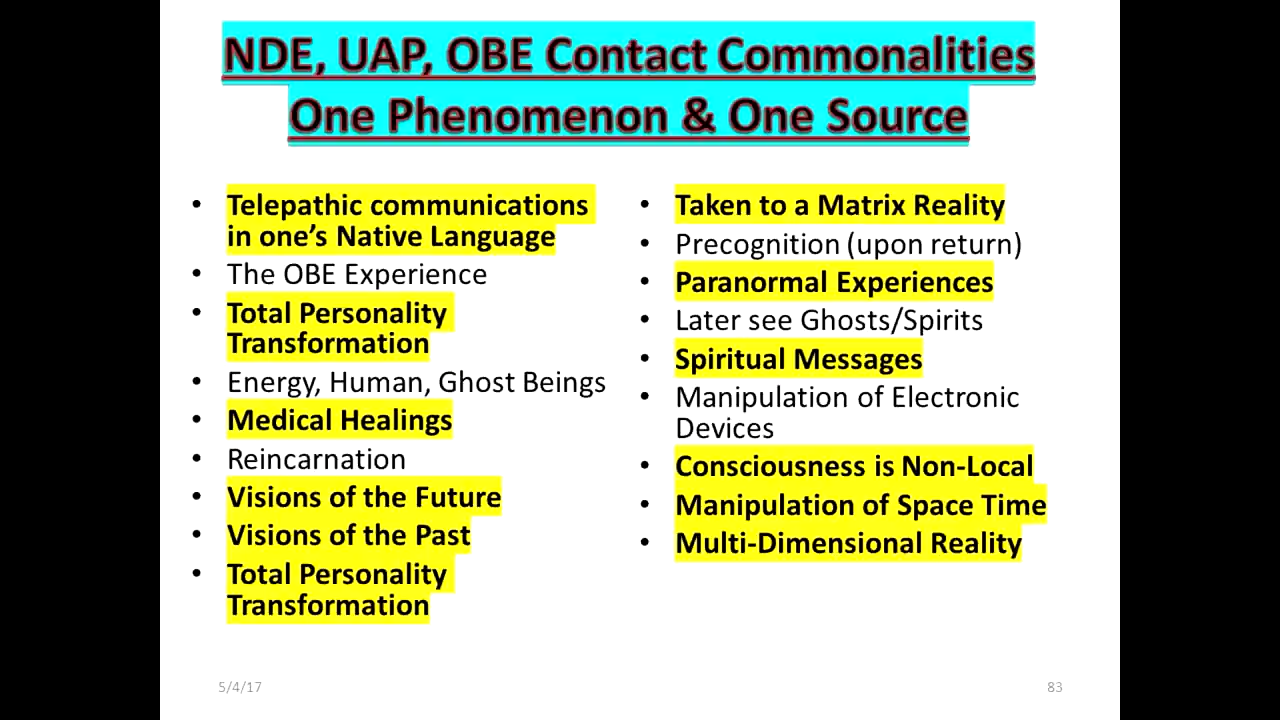 NDE, UAP, OBE Contact Commonalities
One Phenomenon & One Source
• Telepathic communications
in one’s Native Language
• The OBE Experience
• Total Personality
Transformation
• Energy, Human, Ghost Beings
• Medical Healings
• Reincarnation
• Visions of the Future
• Visions of the Past
• Total Personality
Transformation
• Taken to a Matrix Reality
• Precognition (upon return)
• Paranormal Experiences
• Later see Ghosts/Spirits
• Spiritual Messages
• Manipulation of Electronic
Devices
• Consciousness is Non-Local
• Manipulation of Space Time
• Multi-Dimensional Reality
5/4/17
83